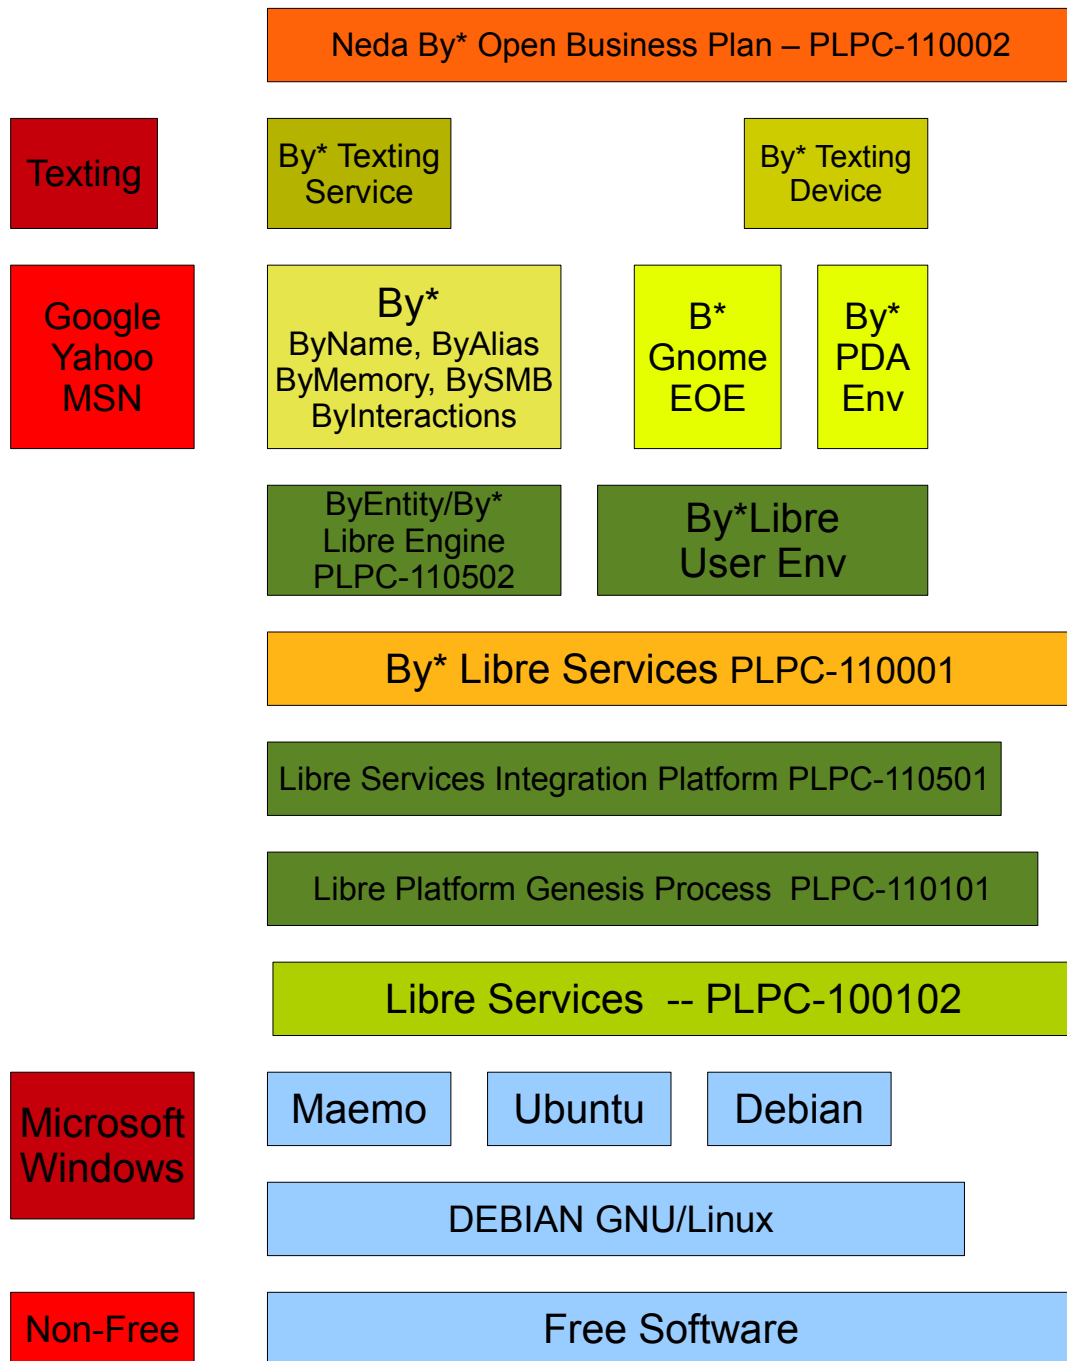 Neda By* Open Business Plan – PLPC-110002
Texting
By* Texting
Service
By* Texting
Device
Google
Yahoo
MSN
By*
ByName, ByAlias
ByMemory, BySMB
ByInteractions
B*
Gnome
EOE
By*
PDA
Env
ByEntity/By*
Libre Engine
PLPC-110502
By*Libre
User Env
By* Libre Services PLPC-110001
Libre Services Integration Platform PLPC-110501
Libre Platform Genesis Process PLPC-110101
Libre Services -- PLPC-100102
Microsoft
Windows
Maemo
Ubuntu
Debian
DEBIAN GNU/Linux
Non-Free
Free Software